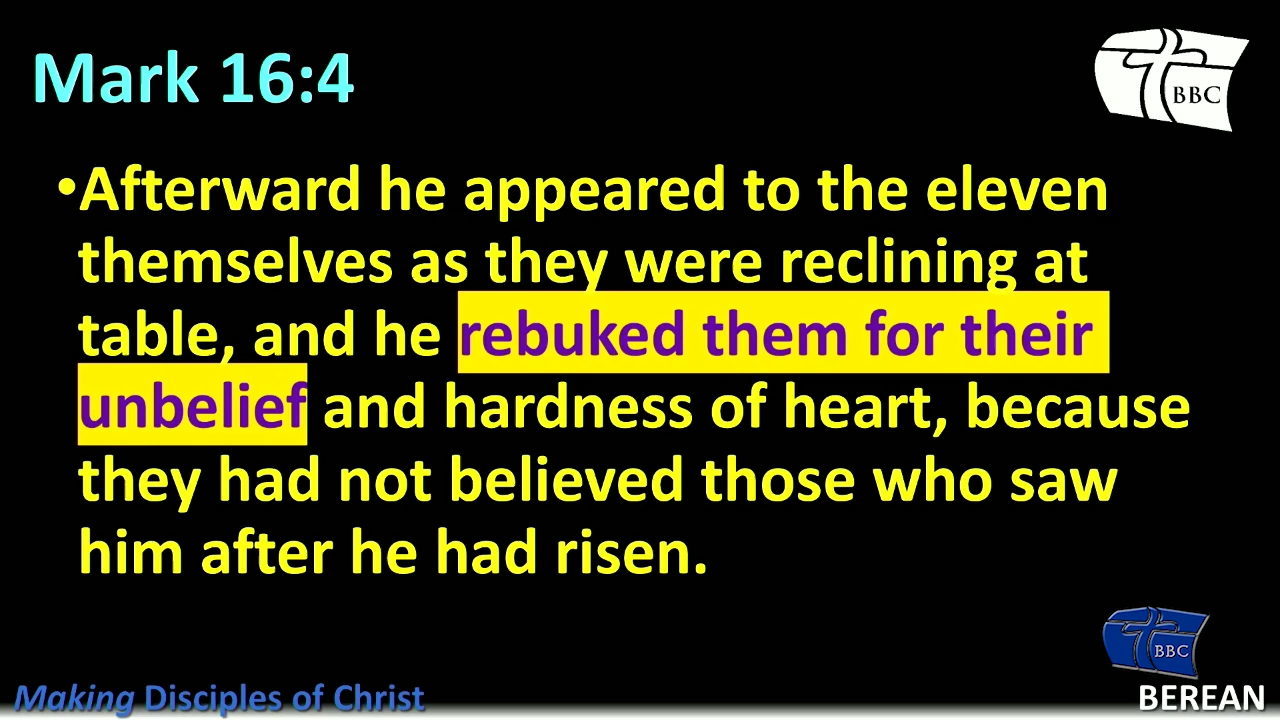 Mark 16:4
BBC
•Afterward he appeared to the eleven
themselves as they were reclining at
table, and he rebuked them for their
unbelief and hardness of heart, because
they had not believed those who saw
him after he had risen.
BBC
Making Disciples of Christ
BEREAN